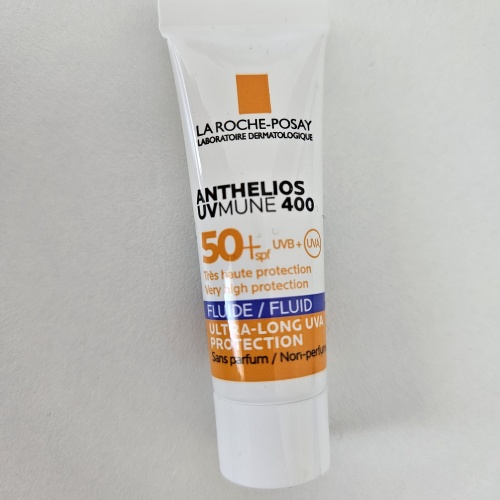 LA ROCHE-POSAY
LABORATOIRE DERMATOLOGIQUE
ANTHELIOS
UVMUNE 400
50+ spf UVB + UVA
Très haute protection
Very high protection
FLUIDE / FLUID
ULTRA-LONG UVA
PROTECTION
Sans parfum / Non-perfum